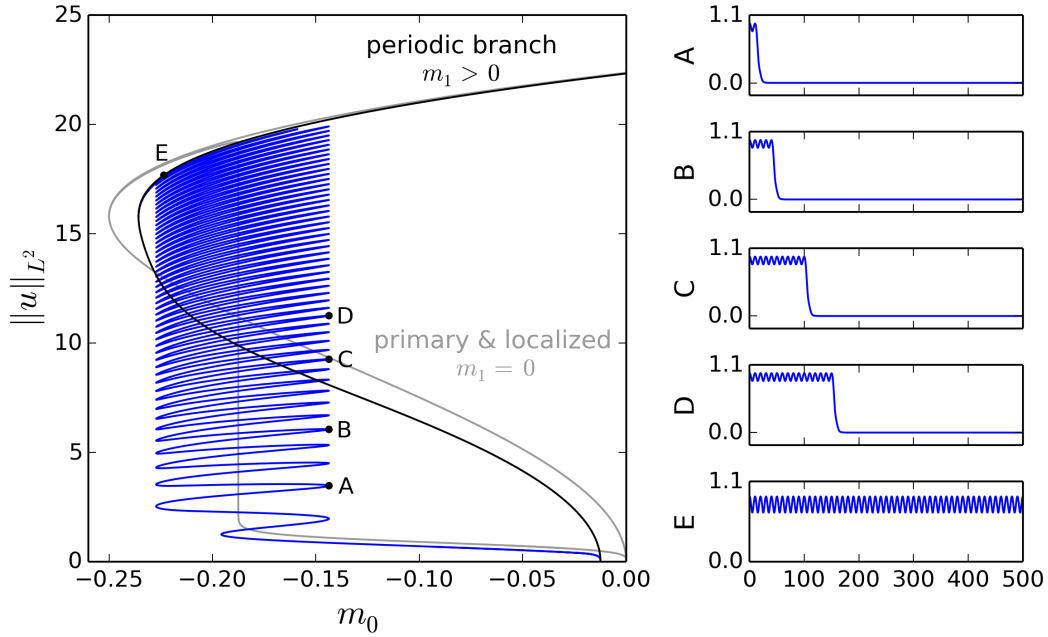 25
20
15
10
5
0
||u||_{L^2}
−0.25 −0.20 −0.15 −0.10 −0.05 0.00
m_0
periodic branch
m_1 > 0
E
D
C
B
A
primary & localized
m_1 = 0
A
1.1
0.0
B
1.1
0.0
C
1.1
0.0
D
1.1
0.0
E
1.1
0.0
0 100 200 300 400 500